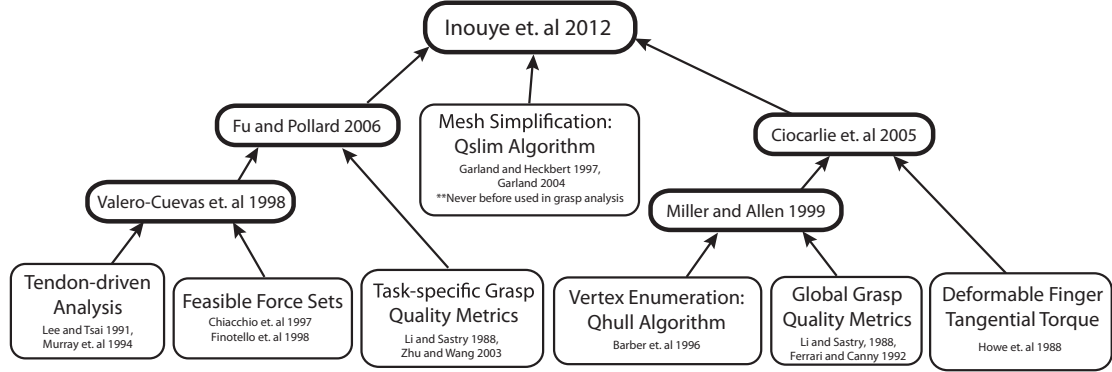 Inouye et. al 2012
Fu and Pollard 2006
Mesh Simplification:
Qslim Algorithm
Garland and Heckbert 1997,
Garland 2004
**Never before used in grasp analysis
Ciocarlie et. al 2005
Valero-Cuevas et. al 1998
Miller and Allen 1999
Tendon-driven
Analysis
Lee and Tsai 1991,
Murray et. al 1994
Feasible Force Sets
Chiacchio et. al 1997
Finotello et. al 1998
Task-specific Grasp
Quality Metrics
Li and Sastry 1988,
Zhu and Wang 2003
Vertex Enumeration:
Qhull Algorithm
Barber et. al 1996
Global Grasp
Quality Metrics
Li and Sastry, 1988,
Ferrari and Canny 1992
Deformable Finger
Tangential Torque
Howe et. al 1988